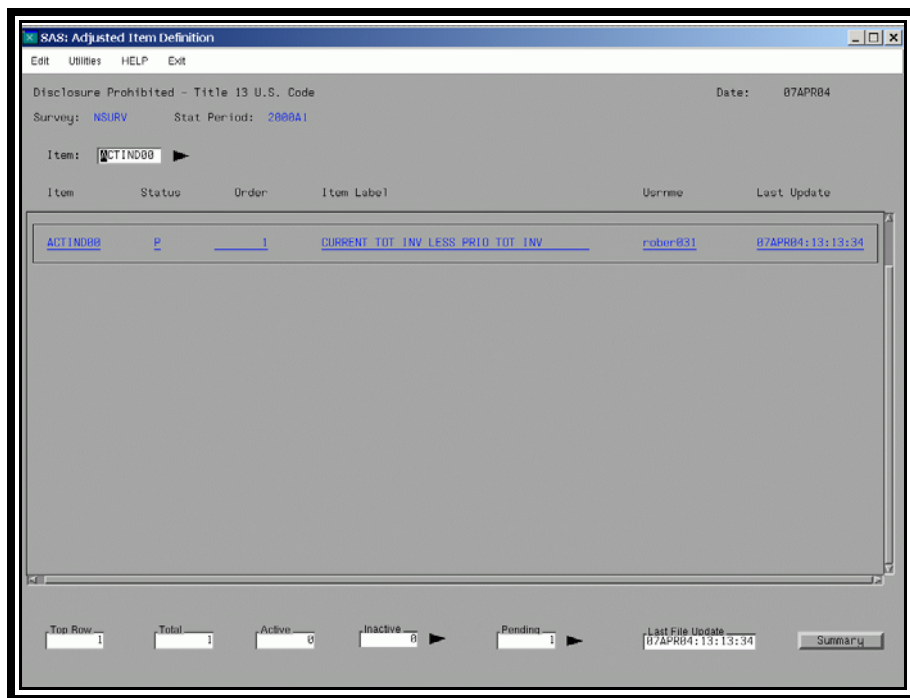 SAS: Adjusted Item Definition
Edit Utilities HELP Exit
Disclosure Prohibited - Title 13 U.S. Code Date: 07APR04
Survey: NSURV Stat Period: 2000A1
Item: ACTIND00
Item Status Order Item Label Usrnme Last Update
ACTIND00 P 1 CURRENT TOT INV LESS PRIO TOT INV rober031 07APR04:13:13:34
Top Row Total Active Inactive Pending Last File Update
1 1 0 0 1 07APR04:13:13:34 Summary